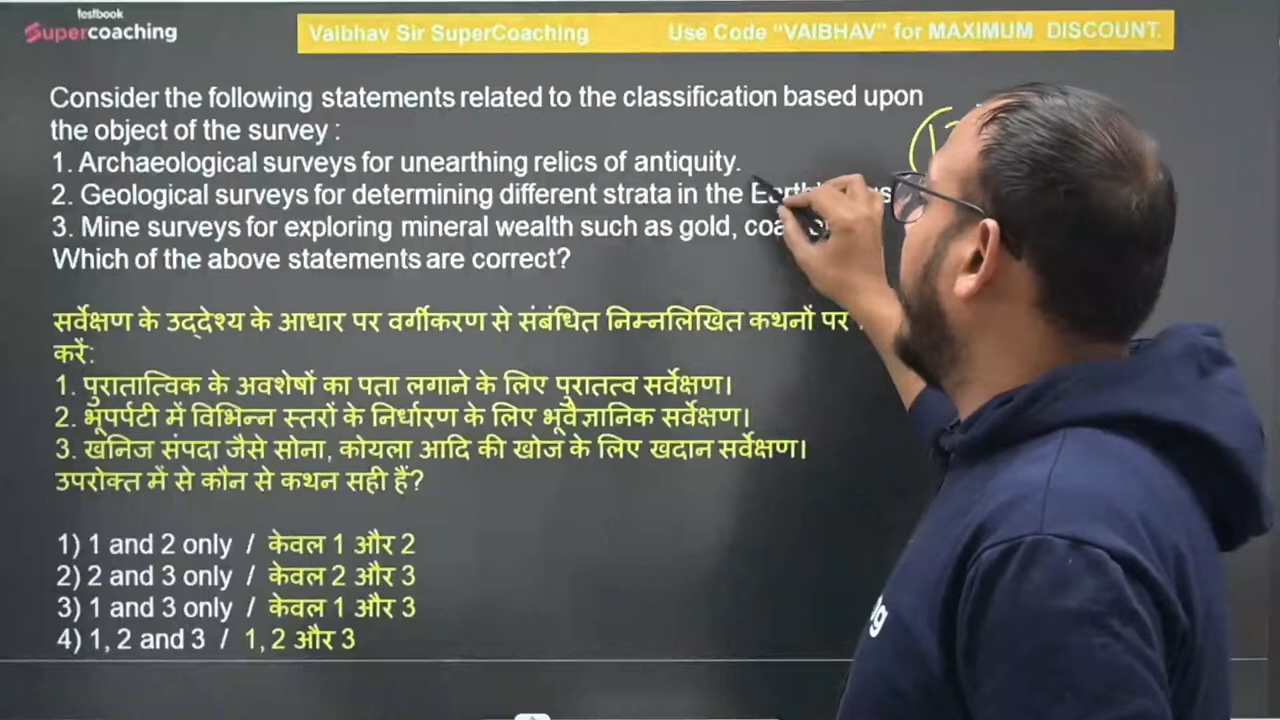 testbook
Supercoaching
Vaibhav Sir SuperCoaching Use Code “VAIBHAV” for MAXIMUM DISCOUNT.
Consider the following statements related to the classification based upon
the object of the survey :
1. Archaeological surveys for unearthing relics of antiquity.
2. Geological surveys for determining different strata in the
3. Mine surveys for exploring mineral wealth such as gold,
Which of the above statements are correct?
सर्वेक्षण के उद्देश्य के आधार पर वर्गीकरण से संबंधित निम्नलिखित कथनों पर
करें:
1. पुरातात्विक के अवशेषों का पता लगाने के लिए पुरातत्व सर्वेक्षण।
2. भूपर्पटी में विभिन्न स्तरों के निर्धारण के लिए भूवैज्ञानिक सर्वेक्षण।
3. खनिज संपदा जैसे सोना, कोयला आदि की खोज के लिए खदान सर्वेक्षण।
उपरोक्त में से कौन से कथन सही हैं?
1) 1 and 2 only / केवल 1 और 2
2) 2 and 3 only / केवल 2 और 3
3) 1 and 3 only / केवल 1 और 3
4) 1, 2 and 3 / 1, 2 और 3